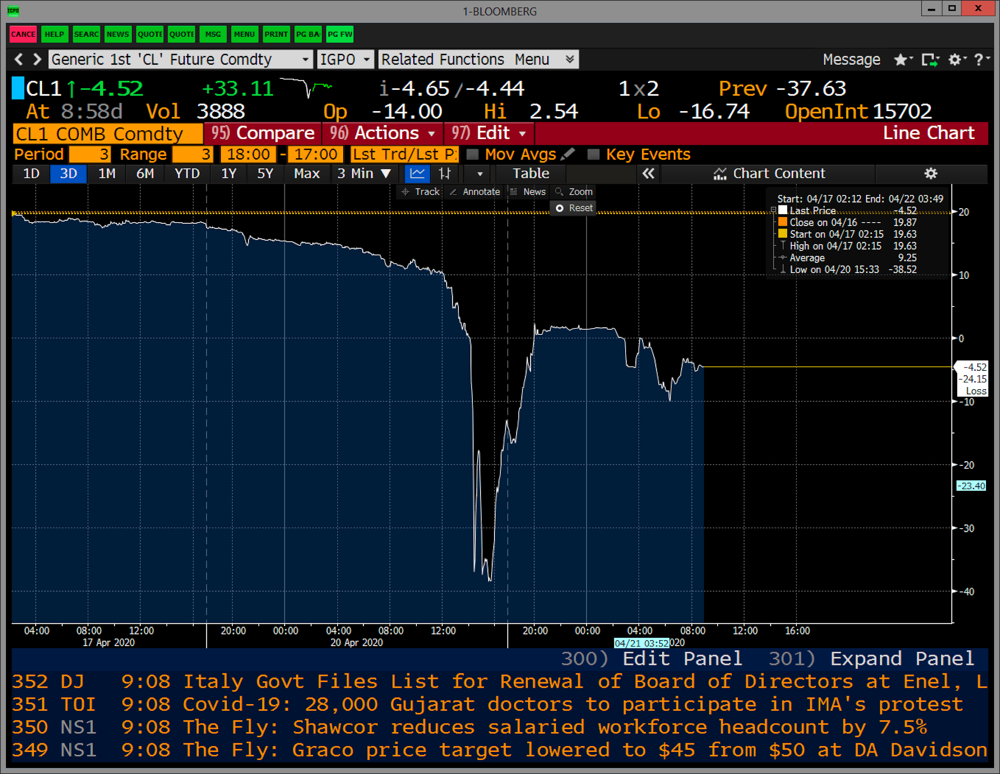 IGPO 1-BLOOMBERG X
CANCE HELP SEARC NEWS QUOTE QUOTE MSG MENU PRINT PG BA PG FW
Generic 1st 'CL' Future Comdty IGPO Related Functions Menu Message ?
CL1 ↑-4.52 +33.11 i-4.65/-4.44 1x2 Prev -37.63
At 8:58d Vol 3888 Op -14.00 Hi 2.54 Lo -16.74 OpenInt 15702
CL1 COMB Comdty 95) Compare 96) Actions 97) Edit Line Chart
Period 3 Range 3 18:00 - 17:00 Lst Trd/Lst P Mov Avgs Key Events
1D 3D 1M 6M YTD 1Y 5Y Max 3 Min ▼ Table « Chart Content
Track Annotate News Zoom
Reset
Start: 04/17 02:12 End: 04/22 03:49
Last Price -4.52
Close on 04/16 ---- 19.87
Start on 04/17 02:15 19.63
High on 04/17 02:15 19.63
Average 9.25
Low on 04/20 15:33 -38.52
20
10
0
-4.52
-24.15
Loss
-10
-20
-23.40
-30
-40
04:00 08:00 12:00 20:00 00:00 04:00 08:00 12:00 20:00 00:00 04:00 08:00 12:00 16:00
17 Apr 2020 20 Apr 2020 04/21 03:52 020
300) Edit Panel 301) Expand Panel
352 DJ 9:08 Italy Govt Files List for Renewal of Board of Directors at Enel, L
351 TOI 9:08 Covid-19: 28,000 Gujarat doctors to participate in IMA's protest
350 NS1 9:08 The Fly: Shawcor reduces salaried workforce headcount by 7.5%
349 NS1 9:08 The Fly: Graco price target lowered to $45 from $50 at DA Davidson